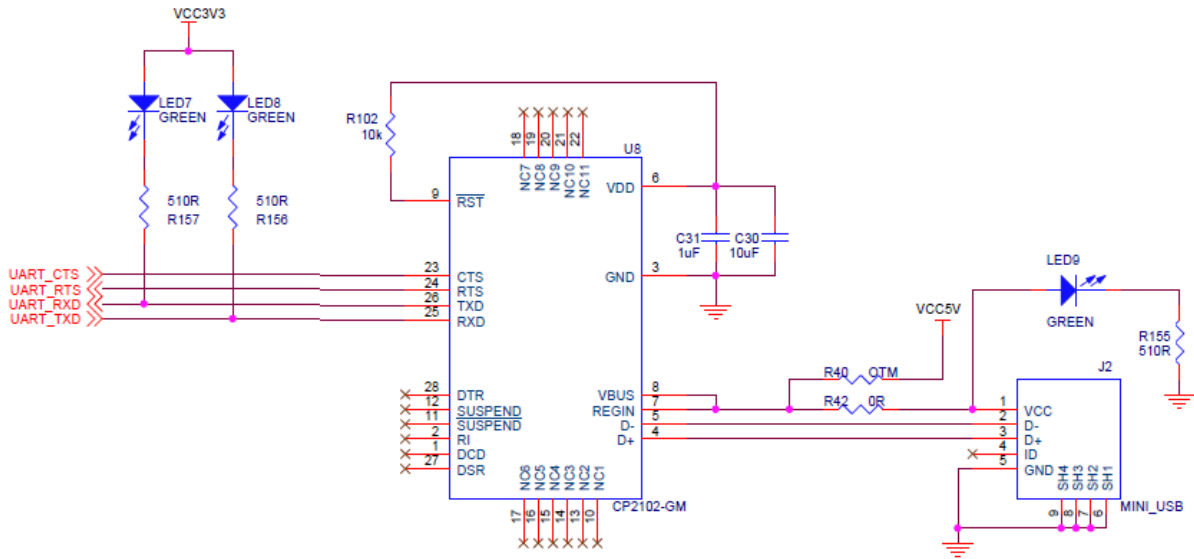 VCC3V3
LED7
GREEN
LED8
GREEN
R102
10k
510R
R157
510R
R156
UART_CTS
UART_RTS
UART_RXD
UART_TXD
18
19
20
21
22
NC7
NC8
NC9
NC10
NC11
U8
9
RST
23
CTS
24
RTS
26
TXD
25
RXD
28
DTR
12
SUSPEND
11
SUSPEND
2
RI
1
DCD
27
DSR
VDD
6
GND
3
VBUS
8
REGIN
7
D-
5
D+
4
NC6
NC5
NC4
NC3
NC2
NC1
17
16
15
14
13
10
CP2102-GM
C31
1uF
C30
10uF
VCC5V
R40 OTM
R42 0R
LED9
GREEN
R155
510R
J2
1
VCC
2
D-
3
D+
4
ID
5
GND
SH4
SH3
SH2
SH1
9
8
7
6
MINI_USB